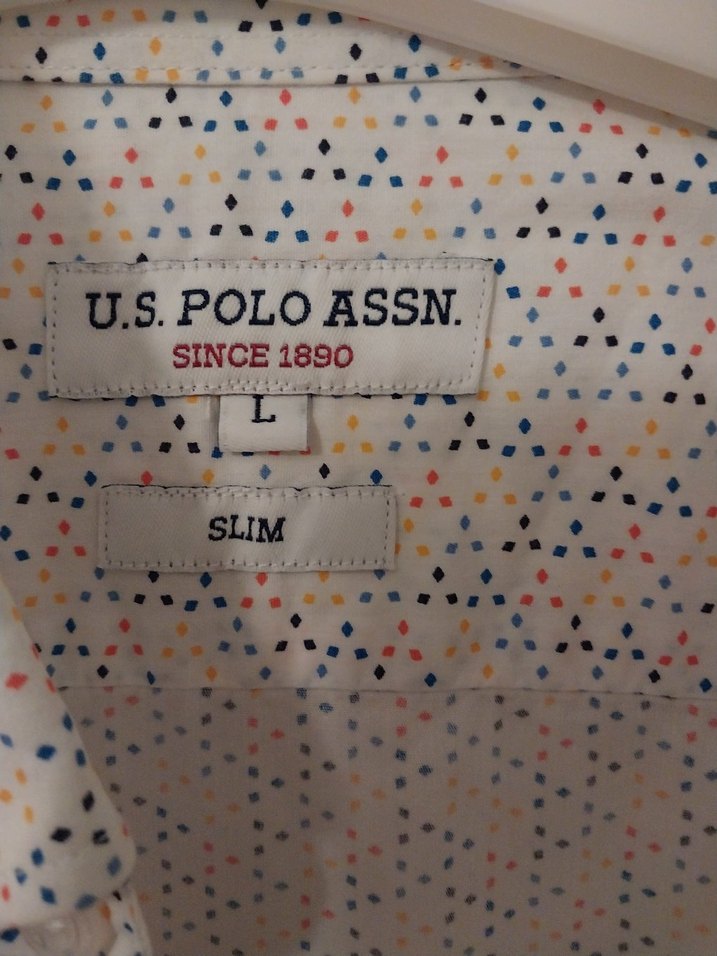 U.S. POLO ASSN.
SINCE 1890
L
SLIM